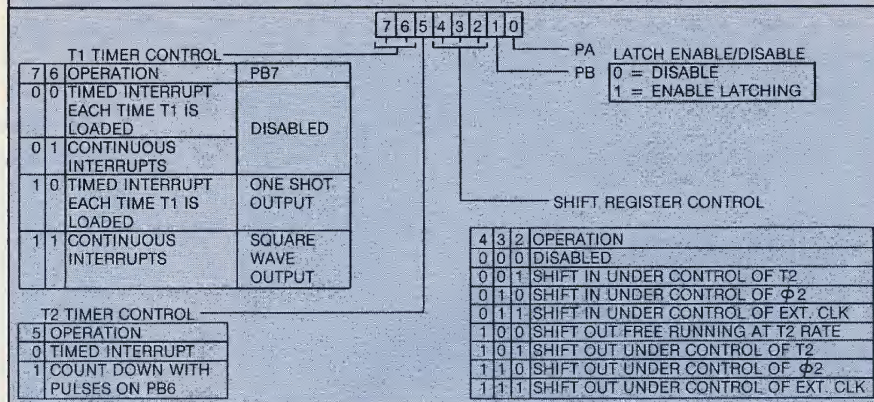 7 6 5 4 3 2 1 0
T1 TIMER CONTROL
7 6 OPERATION PB7
0 0 TIMED INTERRUPT
EACH TIME T1 IS
LOADED
DISABLED
0 1 CONTINUOUS
INTERRUPTS
1 0 TIMED INTERRUPT ONE SHOT
EACH TIME T1 IS OUTPUT
LOADED
1 1 CONTINUOUS SQUARE
INTERRUPTS WAVE
OUTPUT
T2 TIMER CONTROL
5 OPERATION
0 TIMED INTERRUPT
1 COUNT DOWN WITH
PULSES ON PB6
PA
PB
LATCH ENABLE/DISABLE
0 = DISABLE
1 = ENABLE LATCHING
SHIFT REGISTER CONTROL
4 3 2 OPERATION
0 0 0 DISABLED
0 0 1 SHIFT IN UNDER CONTROL OF T2
0 1 0 SHIFT IN UNDER CONTROL OF ϕ2
0 1 1 SHIFT IN UNDER CONTROL OF EXT. CLK
1 0 0 SHIFT OUT FREE RUNNING AT T2 RATE
1 0 1 SHIFT OUT UNDER CONTROL OF T2
1 1 0 SHIFT OUT UNDER CONTROL OF ϕ2
1 1 1 SHIFT OUT UNDER CONTROL OF EXT. CLK